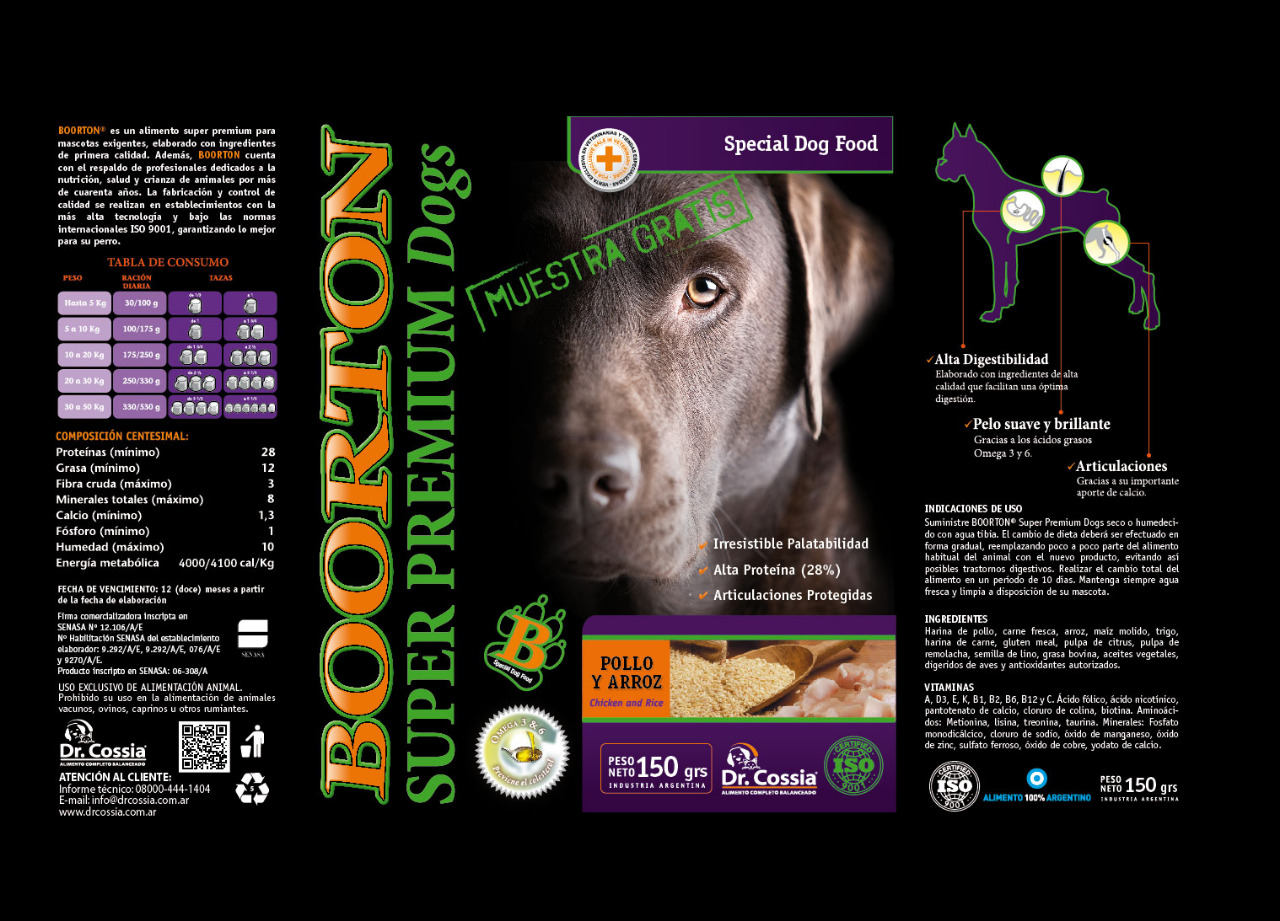 BOORTON® es un alimento super premium para
mascotas exigentes, elaborado con ingredientes
de primera calidad. Además, BOORTON cuenta
con el respaldo de profesionales dedicados a la
nutrición, salud y crianza de animales por más
de cuarenta años. La fabricación y control de
calidad se realizan en establecimientos con la
más alta tecnología y bajo las normas
internacionales ISO 9001, garantizando lo mejor
para su perro.
TABLA DE CONSUMO
PESO RACIÓN DIARIA TAZAS
Hasta 5 Kg 30/100 g
5 a 10 Kg 100/175 g
10 a 20 Kg 175/250 g
20 a 30 Kg 250/330 g
30 a 50 Kg 330/530 g
COMPOSICIÓN CENTESIMAL:
Proteínas (mínimo) 28
Grasa (mínimo) 12
Fibra cruda (máximo) 3
Minerales totales (máximo) 8
Calcio (mínimo) 1,3
Fósforo (mínimo) 1
Humedad (máximo) 10
Energía metabólica 4000/4100 cal/Kg
FECHA DE VENCIMIENTO: 12 (doce) meses a partir
de la fecha de elaboración
Firma comercializadora inscripta en
SENASA Nº 12.106/A/E
Nº Habilitación SENASA del establecimiento
elaborador: 9.292/A/E, 9.292/A/E, 076/A/E
y 9270/A/E.
Producto inscripto en SENASA: 06-308/A
SENASA
USO EXCLUSIVO DE ALIMENTACIÓN ANIMAL.
Prohibido su uso en la alimentación de animales
vacunos, ovinos, caprinos u otros rumiantes.
Dr. Cossia
ALIMENTO COMPLETO BALANCEADO
5
ATENCIÓN AL CLIENTE:
Informe técnico: 08000-444-1404
E-mail: info@drcossia.com.ar
www.drcossia.com.ar
BOORTON
SUPER PREMIUM Dogs
Special Dog Food
MUESTRA GRATIS
Irresistible Palatabilidad
Alta Proteína (28%)
Articulaciones Protegidas
B
Special Dog Food
OMEGA 3 & 6
Previene el colesterol
POLLO
Y ARROZ
Chicken and Rice
PESO
NETO 150 grs
INDUSTRIA ARGENTINA
Dr. Cossia
ALIMENTO COMPLETO BALANCEADO
CERTIFIED
ISO
9001
Alta Digestibilidad
Elaborado con ingredientes de alta
calidad que facilitan una óptima
digestión.
Pelo suave y brillante
Gracias a los ácidos grasos
Omega 3 y 6.
Articulaciones
Gracias a su importante
aporte de calcio.
INDICACIONES DE USO
Suministre BOORTON® Super Premium Dogs seco o humedeci-
do con agua tibia. El cambio de dieta deberá ser efectuado en
forma gradual, reemplazando poco a poco parte del alimento
habitual del animal con el nuevo producto, evitando así
posibles trastornos digestivos. Realizar el cambio total del
alimento en un período de 10 días. Mantenga siempre agua
fresca y limpia a disposición de su mascota.
INGREDIENTES
Harina de pollo, carne fresca, arroz, maíz molido, trigo,
harina de carne, gluten meal, pulpa de citrus, pulpa de
remolacha, semilla de lino, grasa bovina, aceites vegetales,
digeridos de aves y antioxidantes autorizados.
VITAMINAS
A, D3, E, K, B1, B2, B6, B12 y C. Ácido fólico, ácido nicotínico,
pantotenato de calcio, cloruro de colina, biotina. Aminoáci-
dos: Metionina, lisina, treonina, taurina. Minerales: Fosfato
monodicálcico, cloruro de sodio, óxido de manganeso, óxido
de zinc, sulfato ferroso, óxido de cobre, yodato de calcio.
CERTIFIED
ISO
9001
ALIMENTO 100% ARGENTINO
PESO
NETO 150 grs
INDUSTRIA ARGENTINA